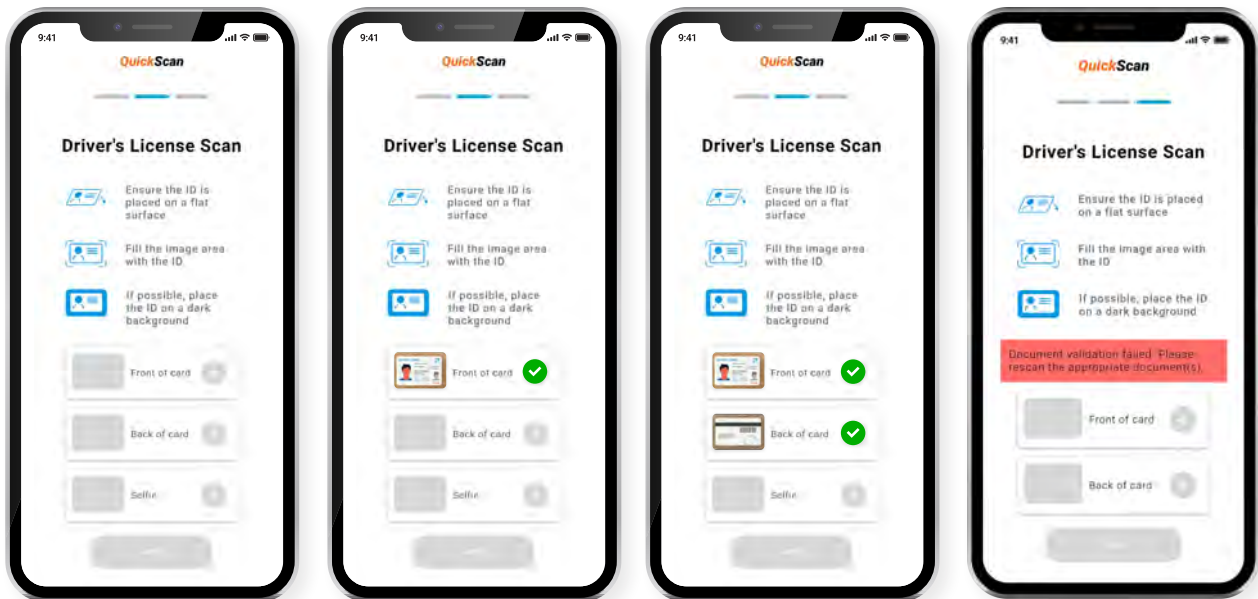 9:41
QuickScan
Driver's License Scan
Ensure the ID is
placed on a flat
surface
Fill the image area
with the ID
If possible, place
the ID on a dark
background
Front of card
Back of card
Selfie
9:41
QuickScan
Driver's License Scan
Ensure the ID is
placed on a flat
surface
Fill the image area
with the ID
If possible, place
the ID on a dark
background
Front of card
Back of card
Selfie
9:41
QuickScan
Driver's License Scan
Ensure the ID is
placed on a flat
surface
Fill the image area
with the ID
If possible, place
the ID on a dark
background
Front of card
Back of card
Selfie
9:41
QuickScan
Driver's License Scan
Ensure the ID is placed
on a flat surface
Fill the image area with
the ID
If possible, place the ID
on a dark background
Document validation failed. Please
rescan the appropriate document(s).
Front of card
Back of card